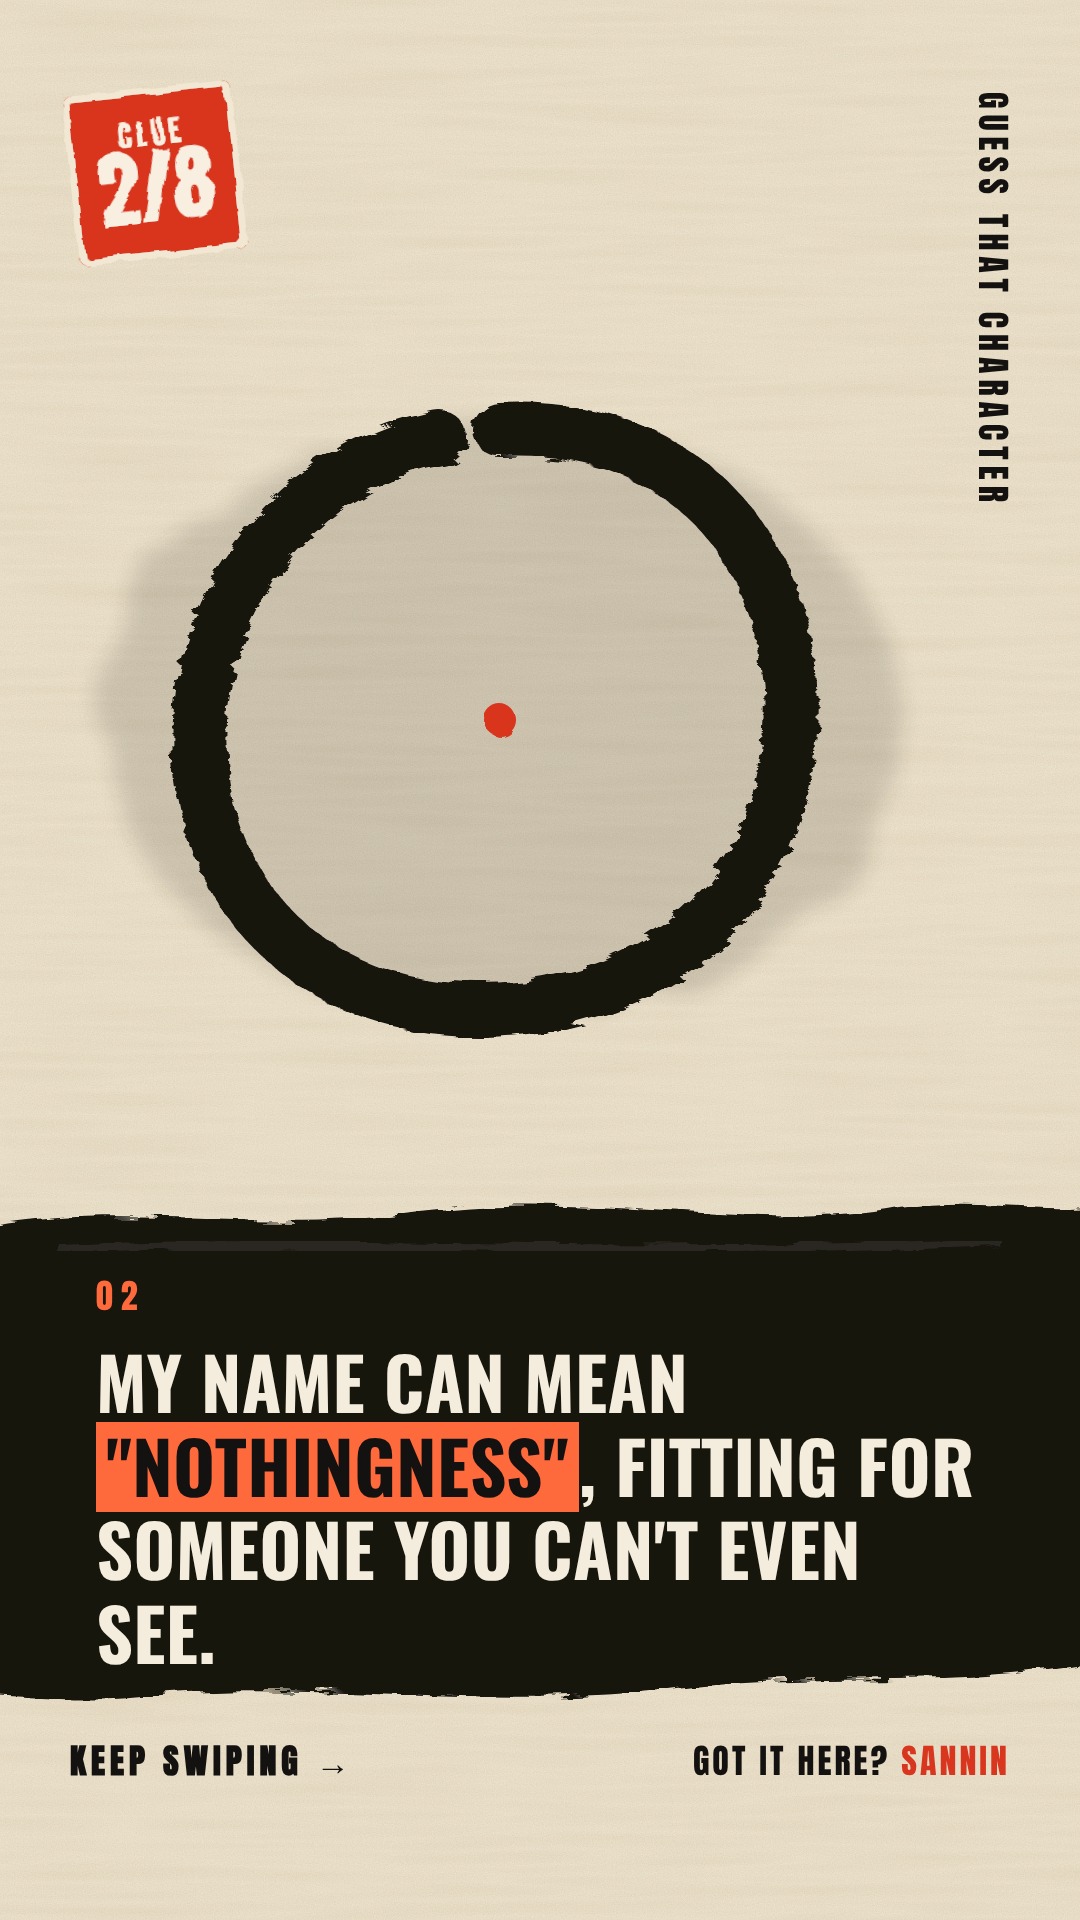 CLUE
2/8
GUESS THAT CHARACTER
02
MY NAME CAN MEAN
"NOTHINGNESS", FITTING FOR
SOMEONE YOU CAN'T EVEN
SEE.
KEEP SWIPING →
GOT IT HERE? SANNIN